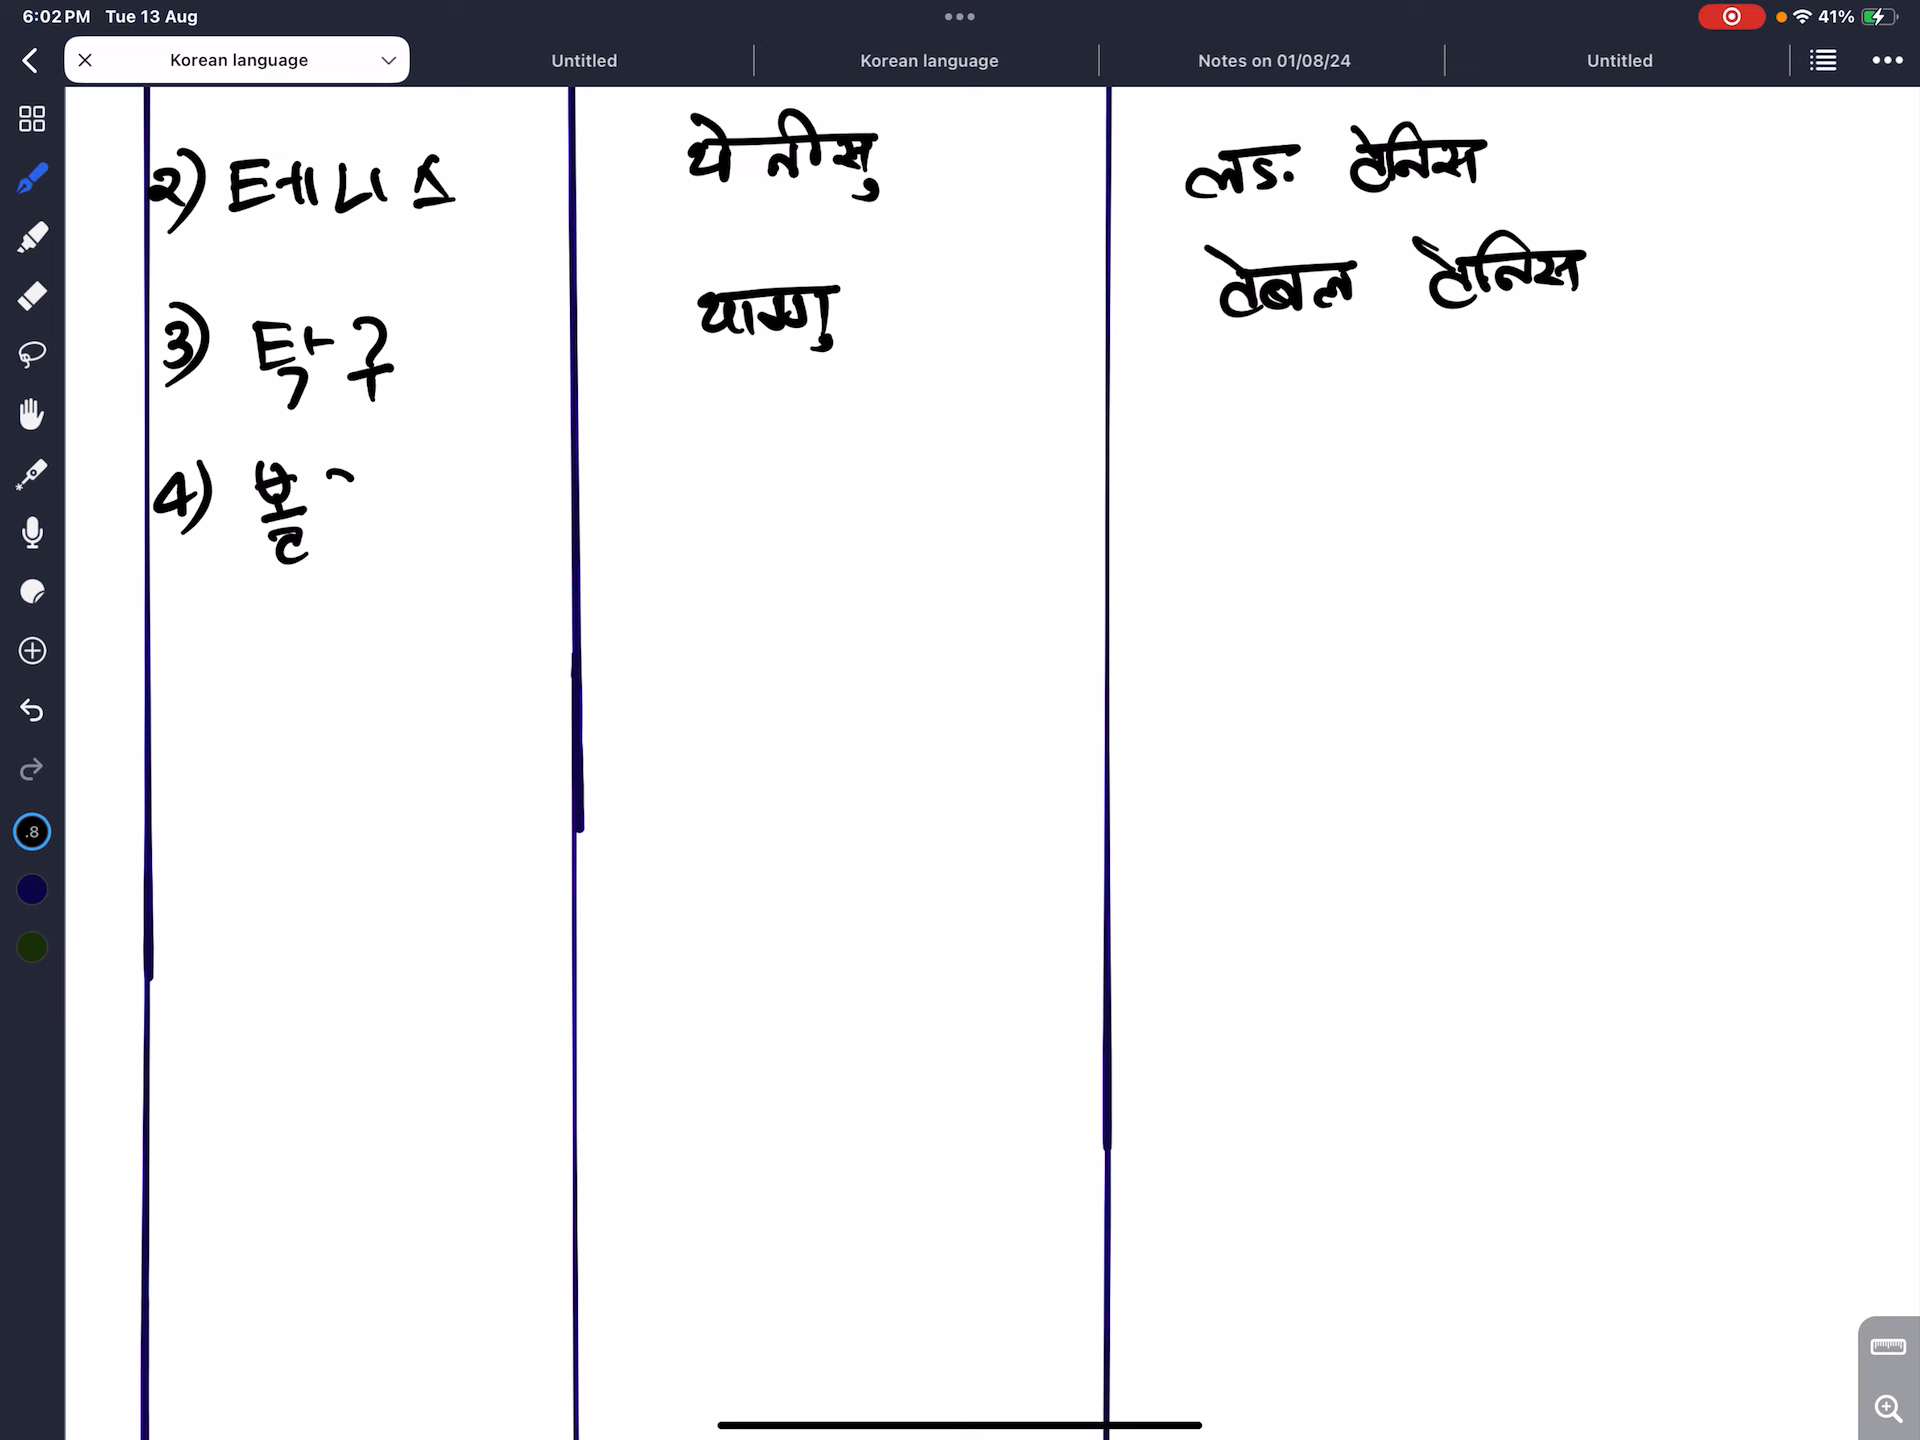 6:02 PM Tue 13 Aug 41%
Korean language Untitled Korean language Notes on 01/08/24 Untitled
2) 테니스 थेनीसु लङ टेनिस
3) 탁구 थाग्गु टेबल टेनिस
4) 볼
.8